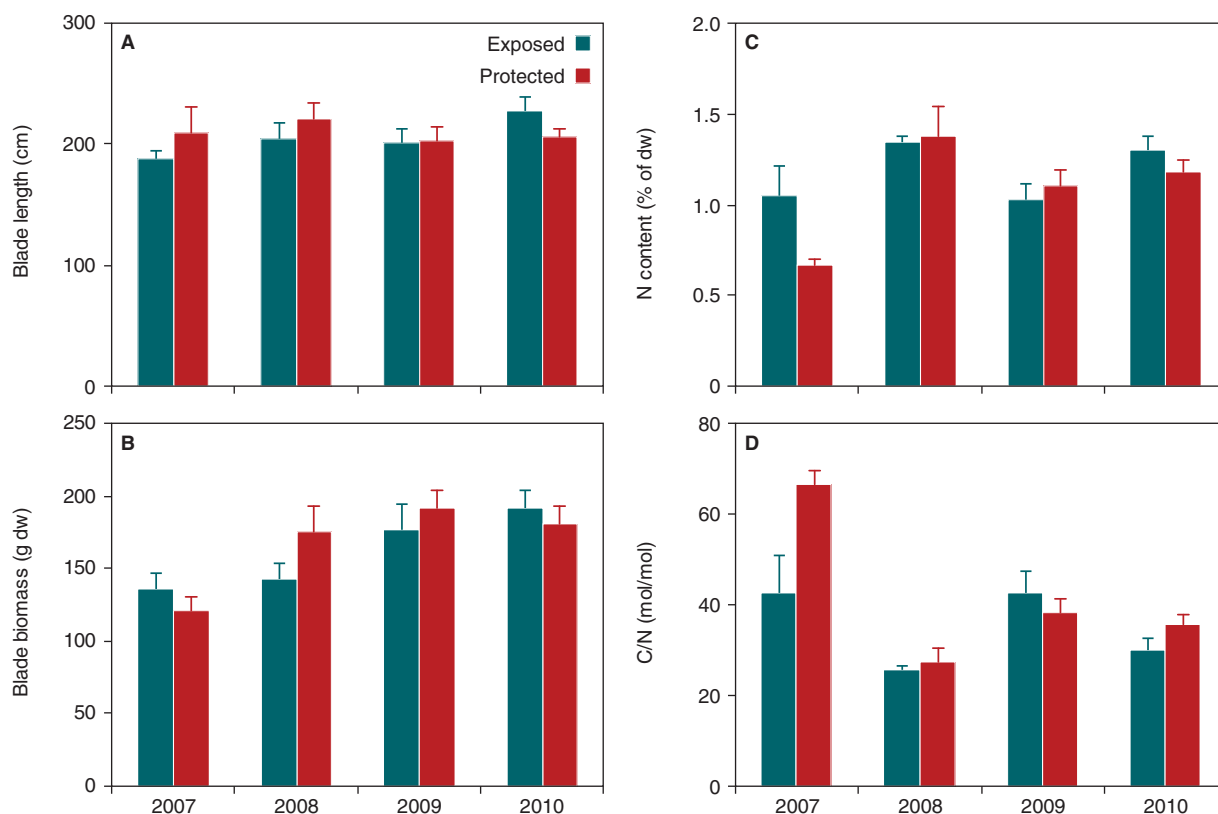 A
Exposed
Protected
Blade length (cm)
300
200
100
0
C
N content (% of dw)
2.0
1.5
1.0
0.5
0
B
Blade biomass (g dw)
250
200
150
100
50
0
2007 2008 2009 2010
D
C/N (mol/mol)
80
60
40
20
0
2007 2008 2009 2010